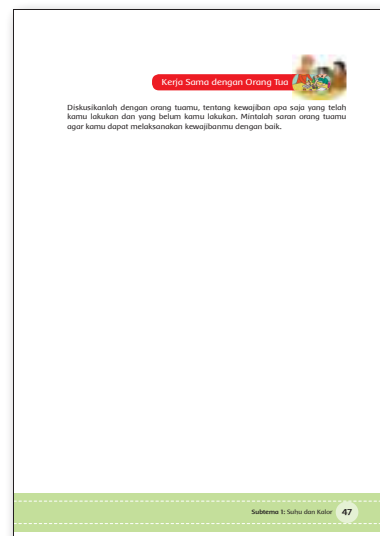 Kerja Sama dengan Orang Tua
Diskusikanlah dengan orang tuamu, tentang kewajiban apa saja yang telah
kamu lakukan dan yang belum kamu lakukan. Mintalah saran orang tuamu
agar kamu dapat melaksanakan kewajibanmu dengan baik.
Subtema 1: Suhu dan Kalor 47